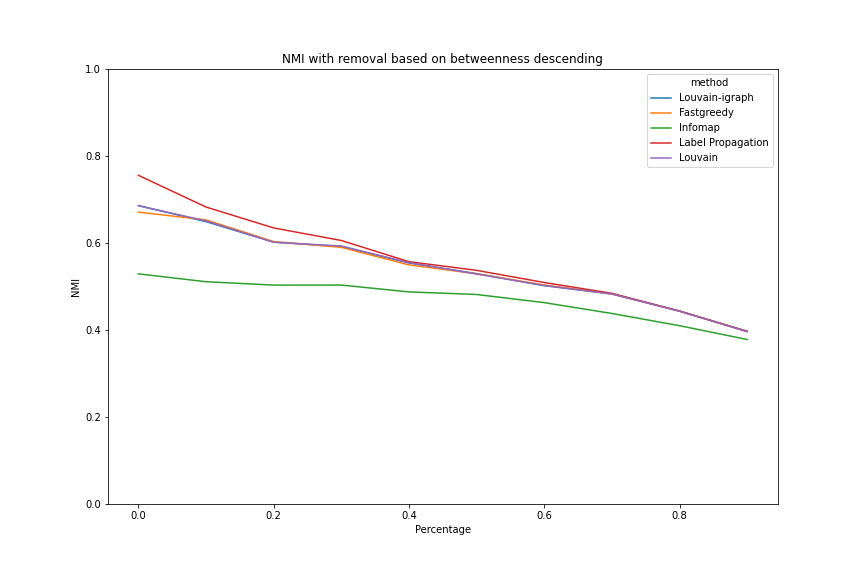 NMI with removal based on betweenness descending
1.0
0.8
0.6
0.4
0.2
0.0
NMI
method
Louvain-igraph
Fastgreedy
Infomap
Label Propagation
Louvain
0.0 0.2 0.4 0.6 0.8
Percentage